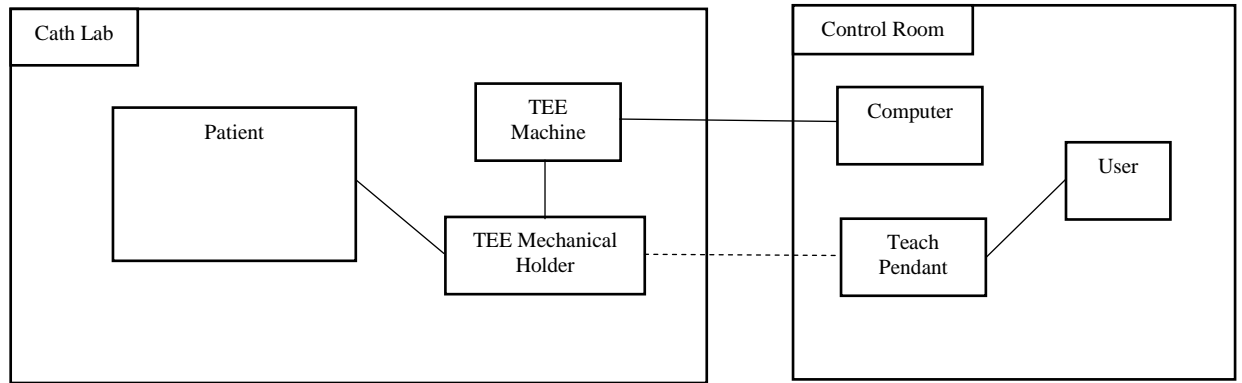 Cath Lab
Patient
TEE
Machine
TEE Mechanical
Holder
Control Room
Computer
User
Teach
Pendant